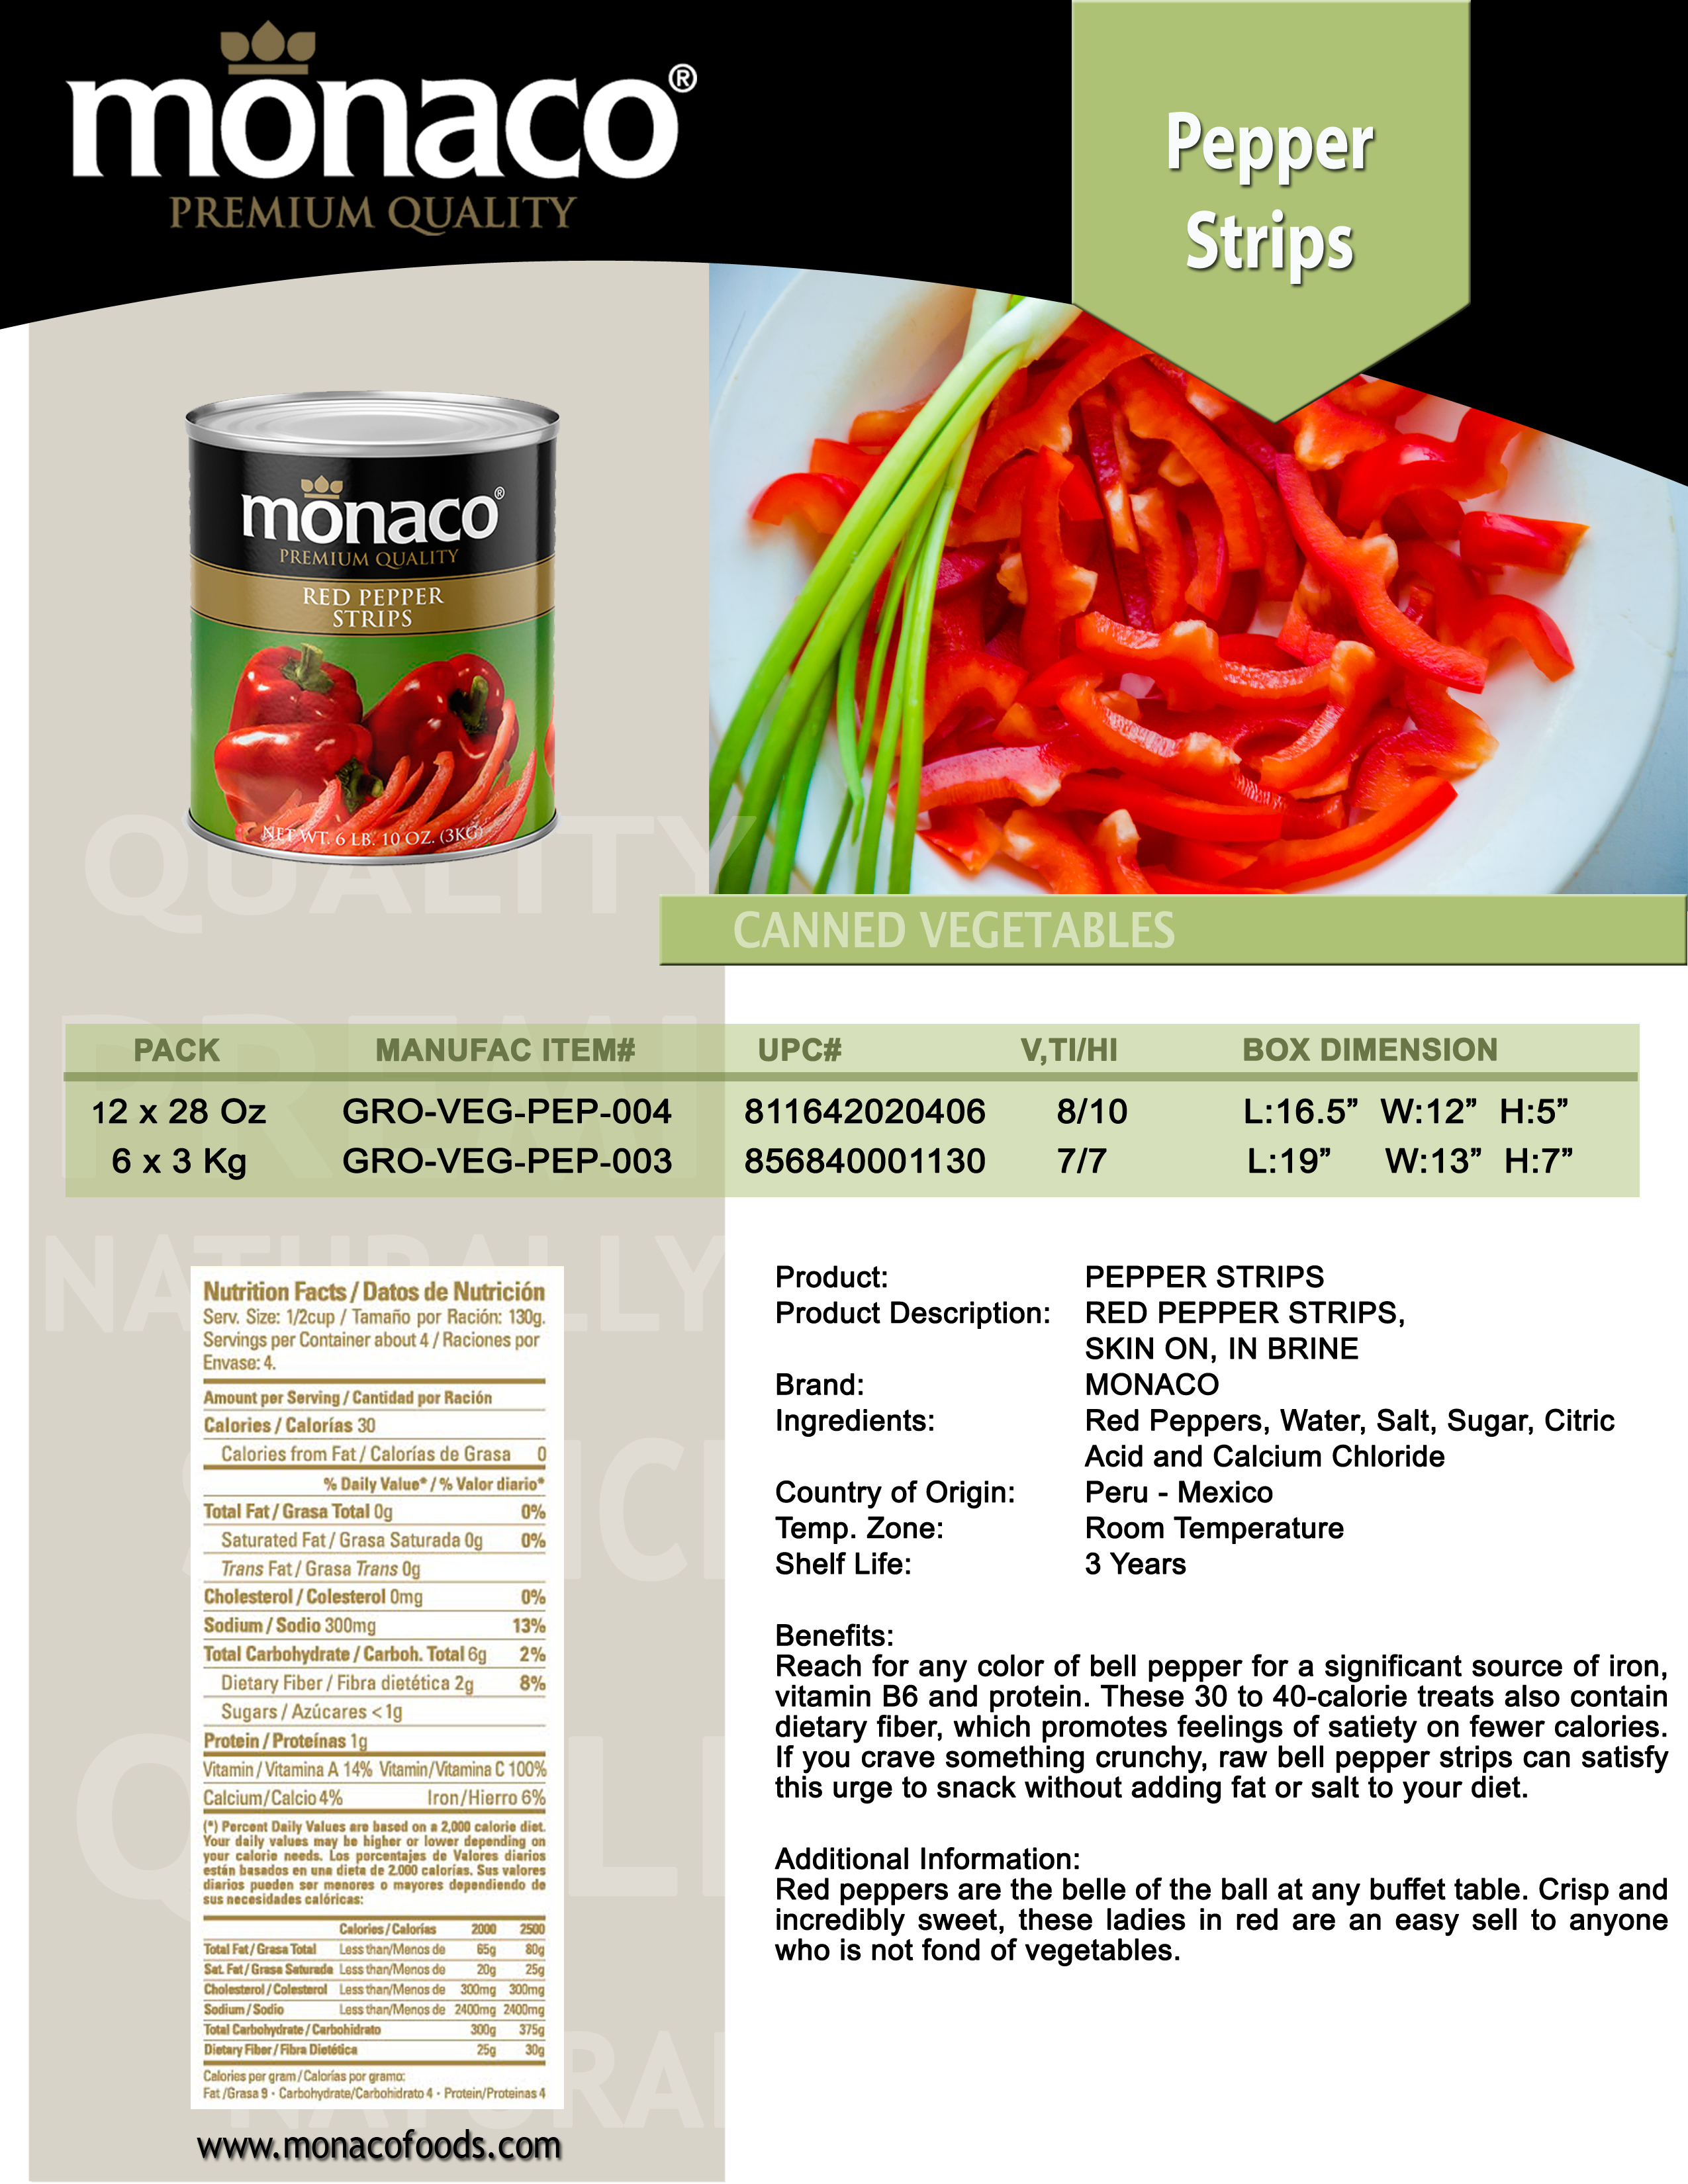 monaco®
PREMIUM QUALITY
Pepper
Strips
monaco®
PREMIUM QUALITY
RED PEPPER
STRIPS
NET WT. 6 LB. 10 OZ. (3KG)
QUALITY
CANNED VEGETABLES
PREMI
PACK MANUFAC ITEM# UPC# V,TI/HI BOX DIMENSION
12 x 28 Oz GRO-VEG-PEP-004 811642020406 8/10 L:16.5” W:12” H:5”
6 x 3 Kg GRO-VEG-PEP-003 856840001130 7/7 L:19” W:13” H:7”
NATURALLY
Nutrition Facts / Datos de Nutrición
Serv. Size: 1/2cup / Tamaño por Ración: 130g.
Servings per Container about 4 / Raciones por
Envase: 4.
Amount per Serving / Cantidad por Ración
Calories / Calorías 30
Calories from Fat / Calorías de Grasa 0
% Daily Value* / % Valor diario*
Total Fat / Grasa Total 0g 0%
Saturated Fat / Grasa Saturada 0g 0%
Trans Fat / Grasa Trans 0g
Cholesterol / Colesterol 0mg 0%
Sodium / Sodio 300mg 13%
Total Carbohydrate / Carboh. Total 6g 2%
Dietary Fiber / Fibra dietética 2g 8%
Sugars / Azúcares <1g
Protein / Proteínas 1g
Vitamin / Vitamina A 14% Vitamin/Vitamina C 100%
Calcium/Calcio 4% Iron/Hierro 6%
(*) Percent Daily Values are based on a 2,000 calorie diet.
Your daily values may be higher or lower depending on
your calorie needs. Los porcentajes de Valores diarios
están basados en una dieta de 2.000 calorías. Sus valores
diarios pueden ser menores o mayores dependiendo de
sus necesidades calóricas:
Calories / Calorías 2000 2500
Total Fat / Grasa Total Less than/Menos de 65g 80g
Sat. Fat / Grasa Saturada Less than/Menos de 20g 25g
Cholesterol / Colesterol Less than/Menos de 300mg 300mg
Sodium / Sodio Less than/Menos de 2400mg 2400mg
Total Carbohydrate / Carbohidrato 300g 375g
Dietary Fiber / Fibra Dietética 25g 30g
Calories per gram / Calorías por gramo:
Fat /Grasa 9 - Carbohydrate/Carbohidrato 4 - Protein/Proteinas 4
www.monacofoods.com
Product: PEPPER STRIPS
Product Description: RED PEPPER STRIPS,
SKIN ON, IN BRINE
Brand: MONACO
Ingredients: Red Peppers, Water, Salt, Sugar, Citric
Acid and Calcium Chloride
Country of Origin: Peru - Mexico
Temp. Zone: Room Temperature
Shelf Life: 3 Years
Benefits:
Reach for any color of bell pepper for a significant source of iron,
vitamin B6 and protein. These 30 to 40-calorie treats also contain
dietary fiber, which promotes feelings of satiety on fewer calories.
If you crave something crunchy, raw bell pepper strips can satisfy
this urge to snack without adding fat or salt to your diet.
Additional Information:
Red peppers are the belle of the ball at any buffet table. Crisp and
incredibly sweet, these ladies in red are an easy sell to anyone
who is not fond of vegetables.